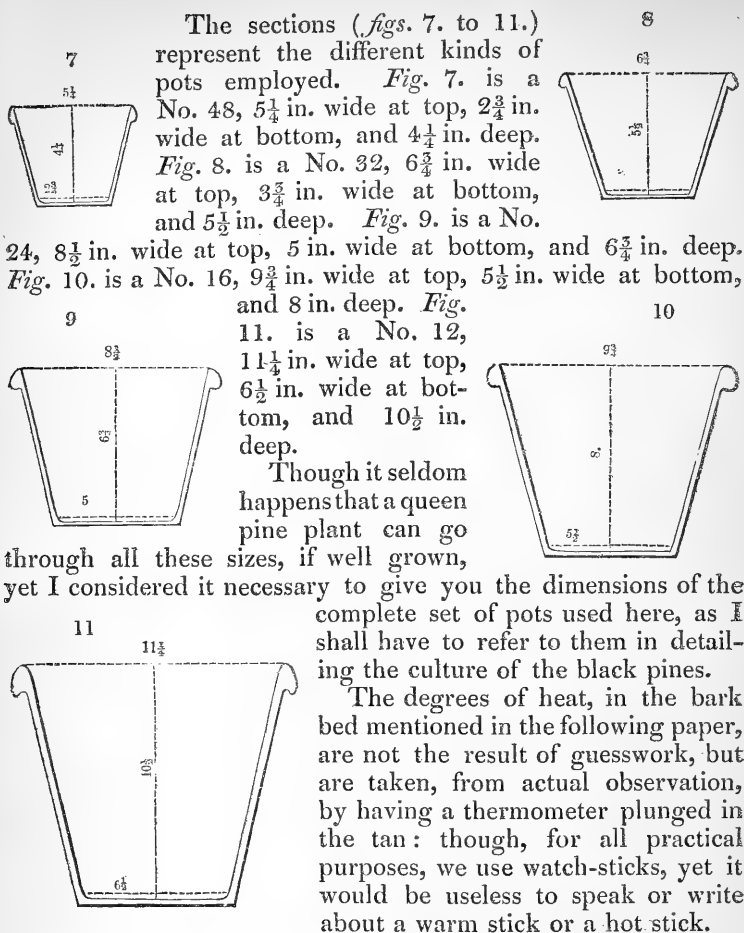 The sections (figs. 7. to 11.)
represent the different kinds of
pots employed. Fig. 7. is a
No. 48, 5¼ in. wide at top, 2¾ in.
wide at bottom, and 4¼ in. deep.
Fig. 8. is a No. 32, 6¾ in. wide
at top, 3¾ in. wide at bottom,
and 5½ in. deep. Fig. 9. is a No.
24, 8½ in. wide at top, 5 in. wide at bottom, and 6¾ in. deep.
Fig. 10. is a No. 16, 9¾ in. wide at top, 5½ in. wide at bottom,
and 8 in. deep. Fig.
11. is a No. 12,
11¼ in. wide at top,
6½ in. wide at bot-
tom, and 10½ in.
deep.
Though it seldom
happens that a queen
pine plant can go
through all these sizes, if well grown,
yet I considered it necessary to give you the dimensions of the
complete set of pots used here, as I
shall have to refer to them in detail-
ing the culture of the black pines.
The degrees of heat, in the bark
bed mentioned in the following paper,
are not the result of guesswork, but
are taken, from actual observation,
by having a thermometer plunged in
the tan: though, for all practical
purposes, we use watch-sticks, yet it
would be useless to speak or write
about a warm stick or a hot stick.
7
5¼
4¼
2¾
8
6¾
5½
9
8½
6¾
5
10
9¾
8.
5½
11
11¼
10½
6½